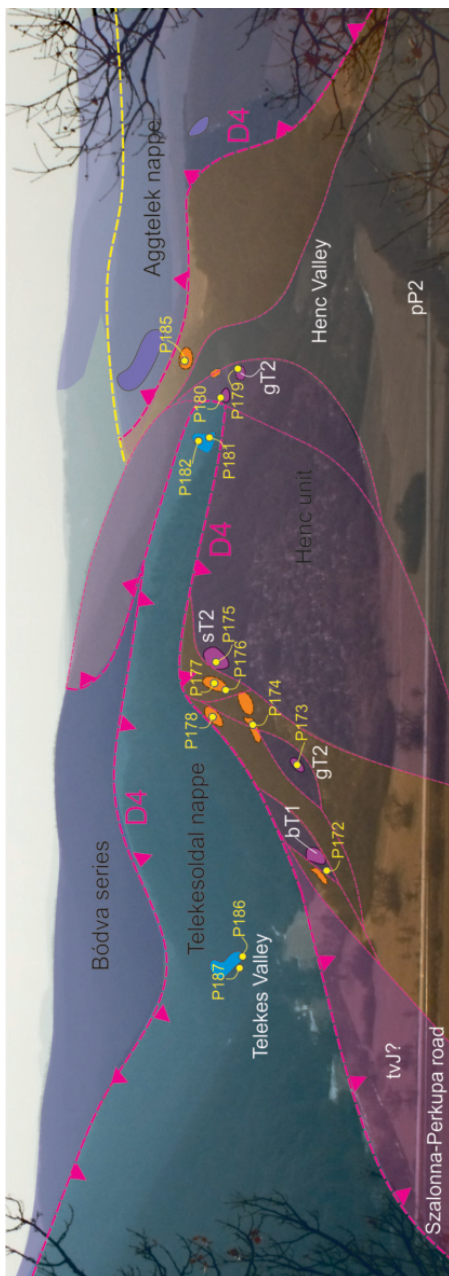 Bódva series
D4
Aggtelek nappe
P185
D4
Telekesoldal nappe
P178
P177
sT2
P182
P180
P187
P186
P175
P176
D4
P181
P179
Telekes Valley
P174
gT2
bT1
P173
Henc unit
Henc Valley
P172
gT2
tvJ?
pP2
Szalonna-Perkupa road